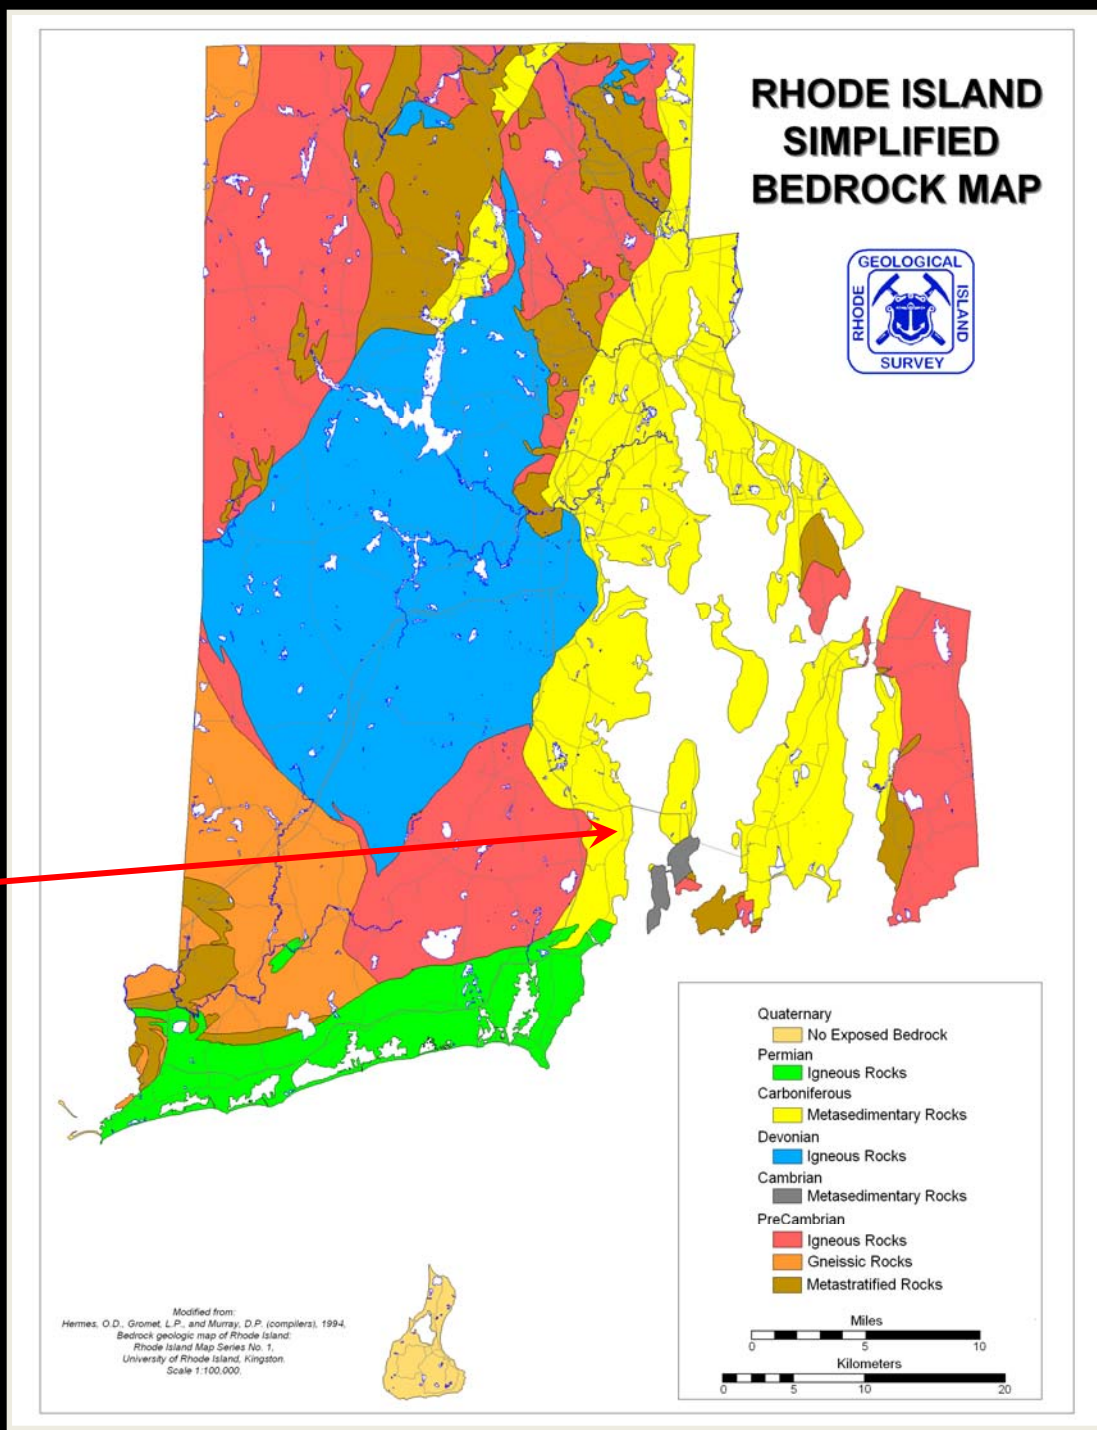 RHODE ISLAND
SIMPLIFIED
BEDROCK MAP
GEOLOGICAL
RHODE
ISLAND
SURVEY
Quaternary
No Exposed Bedrock
Permian
Igneous Rocks
Carboniferous
Metasedimentary Rocks
Devonian
Igneous Rocks
Cambrian
Metasedimentary Rocks
PreCambrian
Igneous Rocks
Gneissic Rocks
Metastratified Rocks
Miles
0 5 10
Kilometers
0 5 10 20
Modified from:
Hermes, O.D., Gromet, L.P., and Murray, D.P. (compilers), 1994,
Bedrock geologic map of Rhode Island:
Rhode Island Map Series No. 1,
University of Rhode Island, Kingston.
Scale 1:100,000.